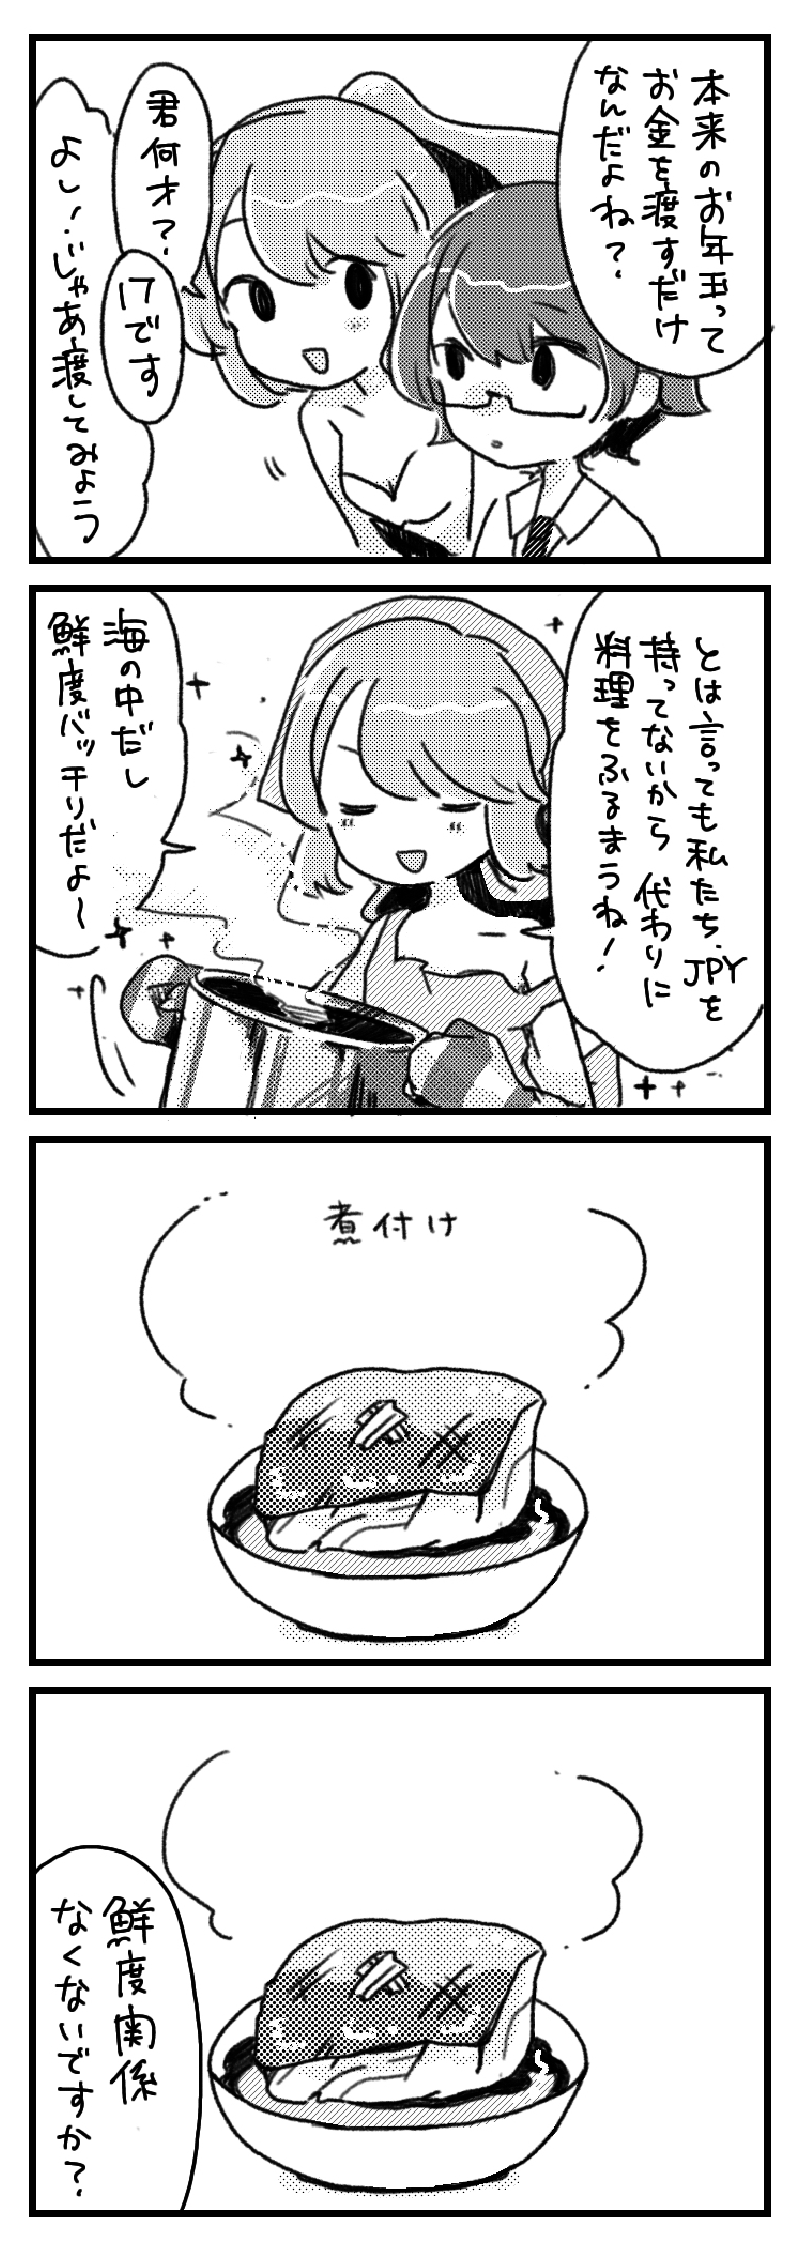 本来のお年玉って
お金を渡すだけ
なんだよね？
君何才？
17です
よし！じゃあ渡してみよう
とは言っても私たちJPYを
持ってないから代わりに
料理をふるまうね！
海の中だし
鮮度バッチリだよ〜
煮付け
鮮度関係
なくないですか？